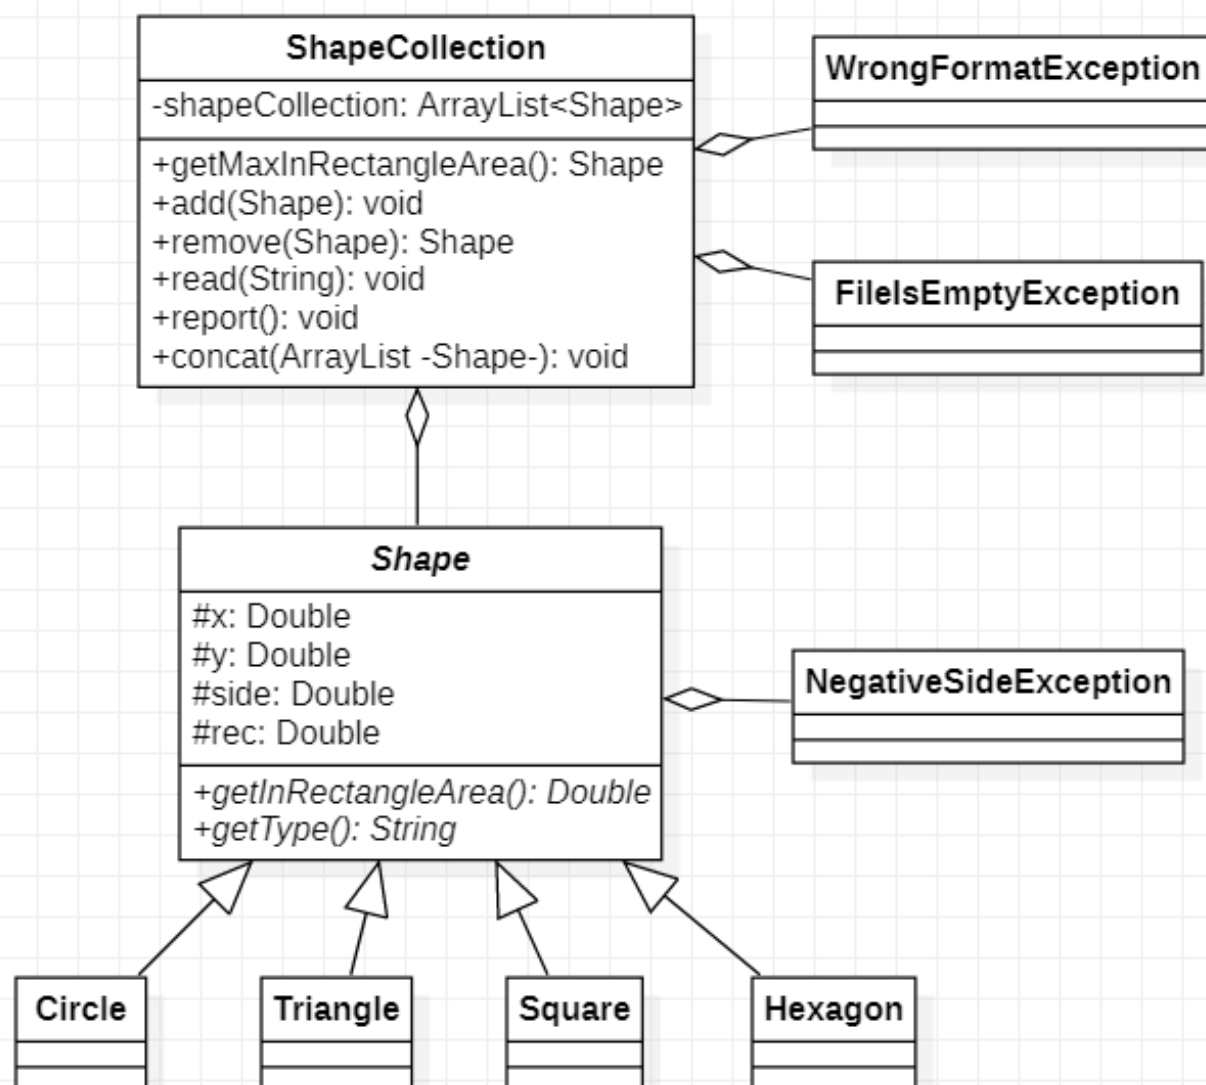 ShapeCollection
-shapeCollection: ArrayList<Shape>
+getMaxInRectangleArea(): Shape
+add(Shape): void
+remove(Shape): Shape
+read(String): void
+report(): void
+concat(ArrayList -Shape-): void
WrongFormatException
FileIsEmptyException
Shape
#x: Double
#y: Double
#side: Double
#rec: Double
+getInRectangleArea(): Double
+getType(): String
NegativeSideException
Circle
Triangle
Square
Hexagon